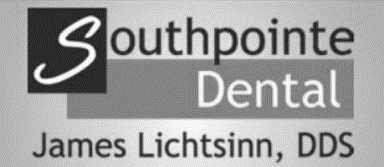 Southpointe
Dental
James Lichtsinn, DDS